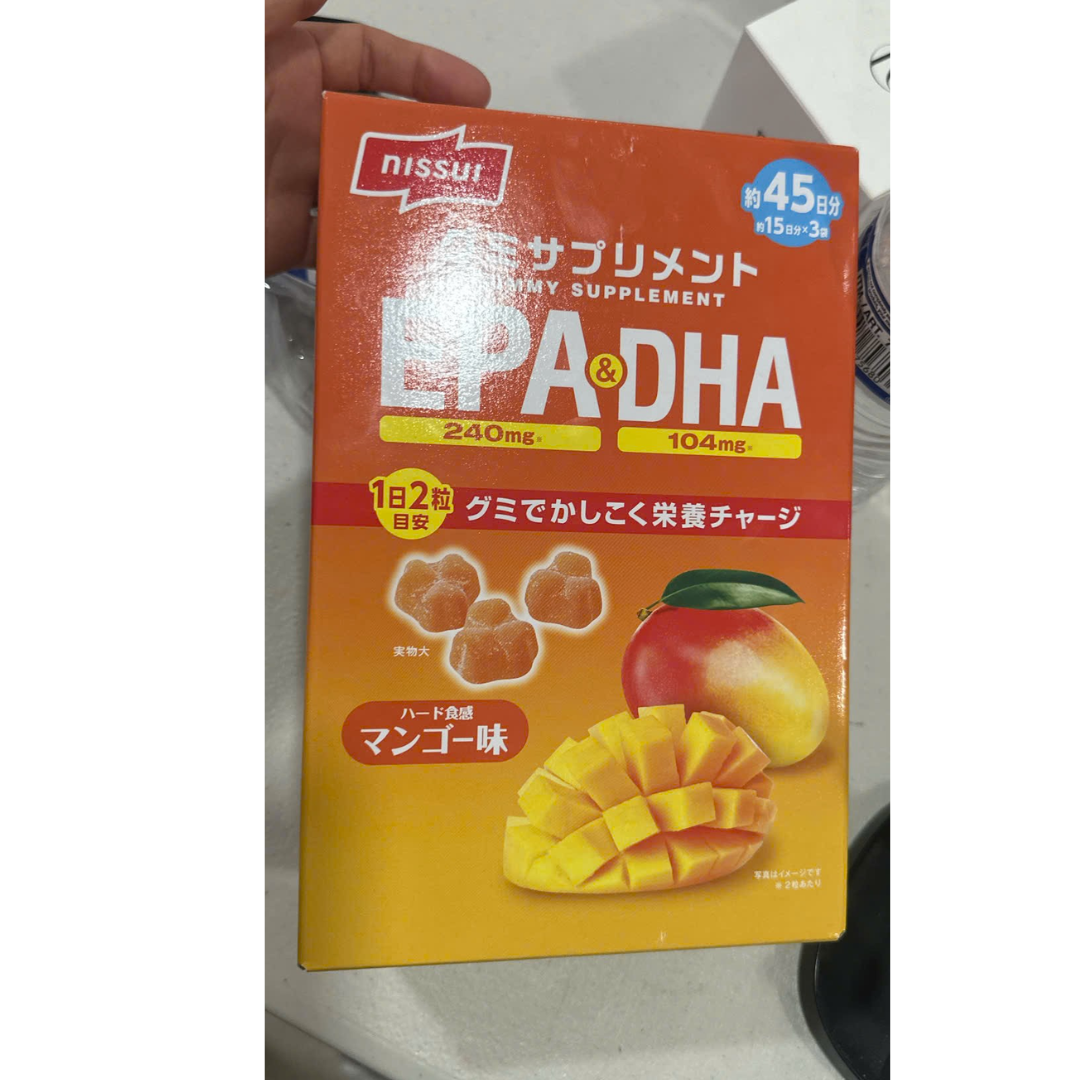 nissui
約45日分
約15日分×3袋
グミサプリメント
GUMMY SUPPLEMENT
EPA&DHA
240mg※
104mg※
1日2粒
目安
グミでかしこく栄養チャージ
実物大
ハード食感
マンゴー味
写真はイメージです
※2粒あたり